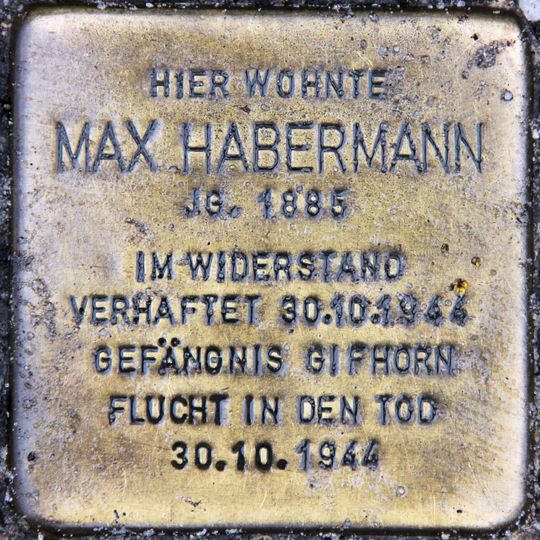 HIER WOHNTE
MAX HABERMANN
JG. 1885
IM WIDERSTAND
VERHAFTET 30.10.1944
GEFÄNGNIS GIFHORN
FLUCHT IN DEN TOD
30.10.1944